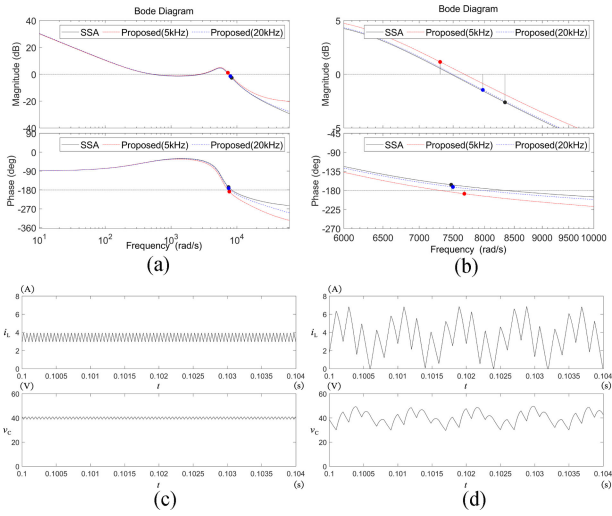 Bode Diagram
SSA Proposed(5kHz) Proposed(20kHz)
Magnitude (dB)
40
0
-40
SSA Proposed(5kHz) Proposed(20kHz)
Phase (deg)
90
0
-90
-180
-270
-360
10^1 10^2 10^3 10^4
Frequency (rad/s)
(a)
Bode Diagram
SSA Proposed(5kHz) Proposed(20kHz)
Magnitude (dB)
5
0
5
SSA Proposed(5kHz) Proposed(20kHz)
Phase (deg)
-45
-90
-135
-180
-225
-270
6000 6500 7000 7500 8000 8500 9000 9500 10000
Frequency (rad/s)
(b)
(A)
i_L
8
6
4
2
0
0.1 0.1005 0.101 0.1015 0.102 0.1025 0.103 0.1035 0.104
(V) t (s)
v_C
60
40
20
0
0.1 0.1005 0.101 0.1015 0.102 0.1025 0.103 0.1035 0.104
t (s)
(c)
(A)
i_L
8
6
4
2
0
0.1 0.1005 0.101 0.1015 0.102 0.1025 0.103 0.1035 0.104
(V) t (s)
v_C
60
40
20
0
0.1 0.1005 0.101 0.1015 0.102 0.1025 0.103 0.1035 0.104
t (s)
(d)